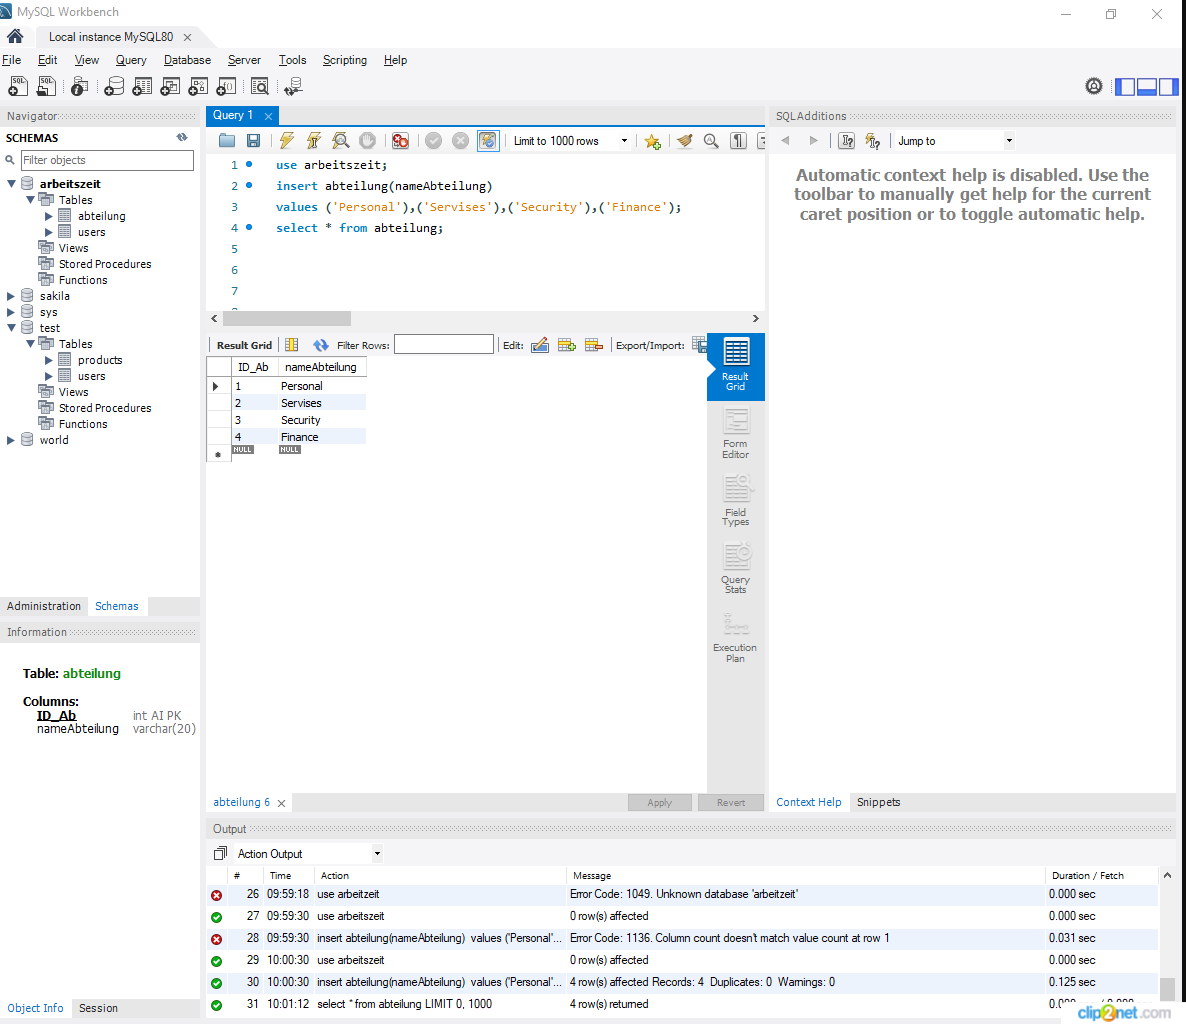 MySQL Workbench
Local instance MySQL80
File Edit View Query Database Server Tools Scripting Help
Navigator
SCHEMAS
Filter objects
arbeitszeit
Tables
abteilung
users
Views
Stored Procedures
Functions
sakila
sys
test
Tables
products
users
Views
Stored Procedures
Functions
world
Administration Schemas
Information
Table: abteilung
Columns:
ID_Ab int AI PK
nameAbteilung varchar(20)
Object Info Session
Query 1
Limit to 1000 rows
1 use arbeitszeit;
2 insert abteilung(nameAbteilung)
3 values ('Personal'),('Servises'),('Security'),('Finance');
4 select * from abteilung;
5
6
7
Result Grid Filter Rows: Edit: Export/Import:
ID_Ab nameAbteilung
1 Personal
2 Servises
3 Security
4 Finance
NULL NULL
Result
Grid
Form
Editor
Field
Types
Query
Stats
Execution
Plan
abteilung 6 Apply Revert
SQLAdditions
Jump to
Automatic context help is disabled. Use the
toolbar to manually get help for the current
caret position or to toggle automatic help.
Context Help Snippets
Output
Action Output
# Time Action Message Duration / Fetch
26 09:59:18 use arbeitzeit Error Code: 1049. Unknown database 'arbeitzeit' 0.000 sec
27 09:59:30 use arbeitszeit 0 row(s) affected 0.000 sec
28 09:59:30 insert abteilung(nameAbteilung) values ('Personal'... Error Code: 1136. Column count doesn't match value count at row 1 0.031 sec
29 10:00:30 use arbeitszeit 0 row(s) affected 0.000 sec
30 10:00:30 insert abteilung(nameAbteilung) values ('Personal'... 4 row(s) affected Records: 4 Duplicates: 0 Warnings: 0 0.125 sec
31 10:01:12 select * from abteilung LIMIT 0, 1000 4 row(s) returned
clip2net.com